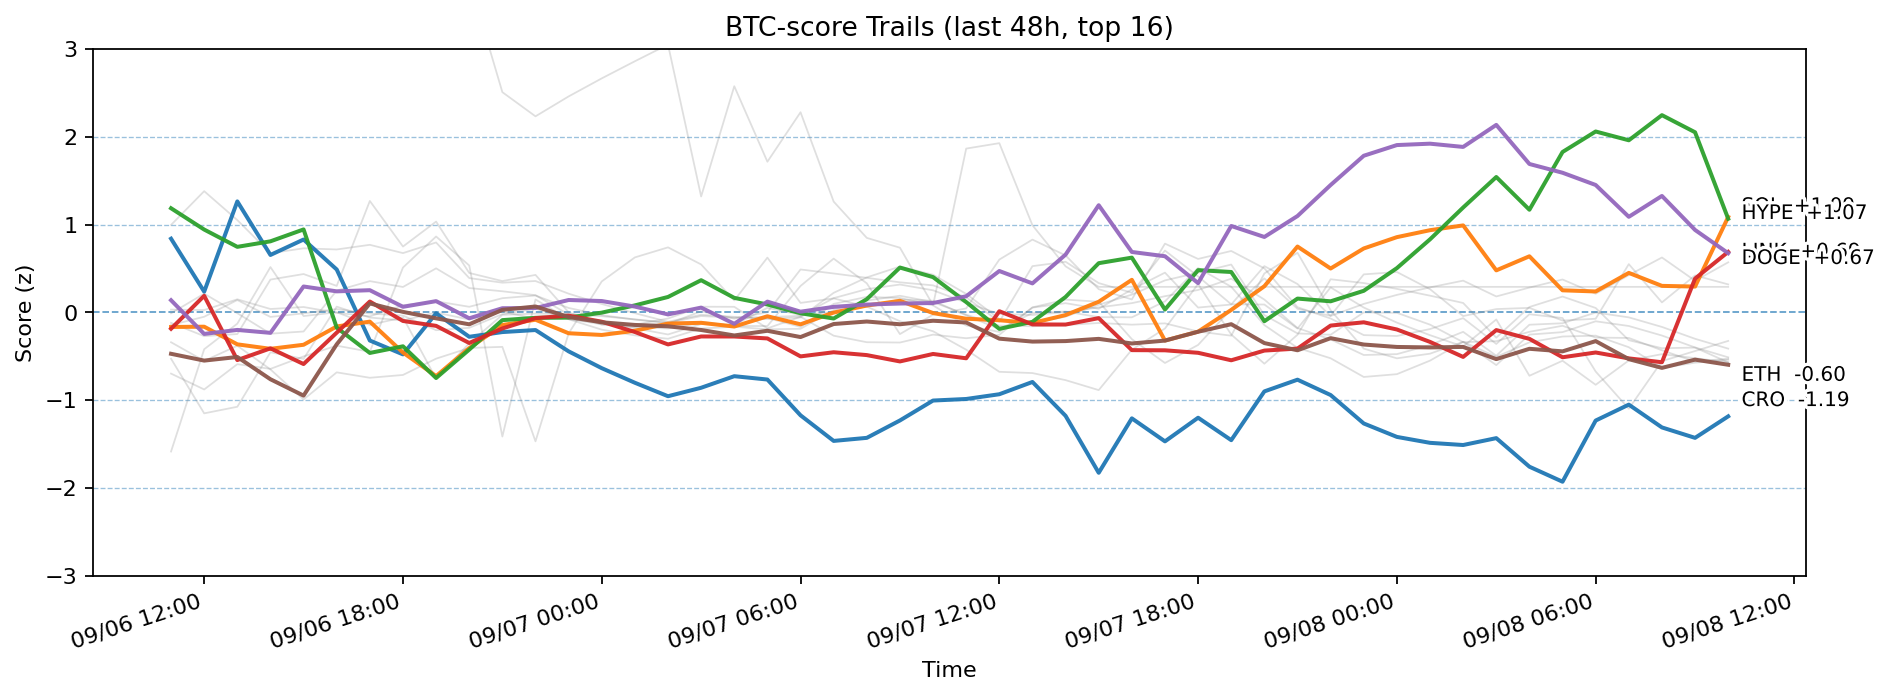 BTC-score Trails (last 48h, top 16)
Score (z)
3
2
1
0
−1
−2
−3
HYPE +1.07
DOGE +0.67
ETH -0.60
CRO -1.19
09/06 12:00
09/06 18:00
09/07 00:00
09/07 06:00
09/07 12:00
09/07 18:00
09/08 00:00
09/08 06:00
09/08 12:00
Time